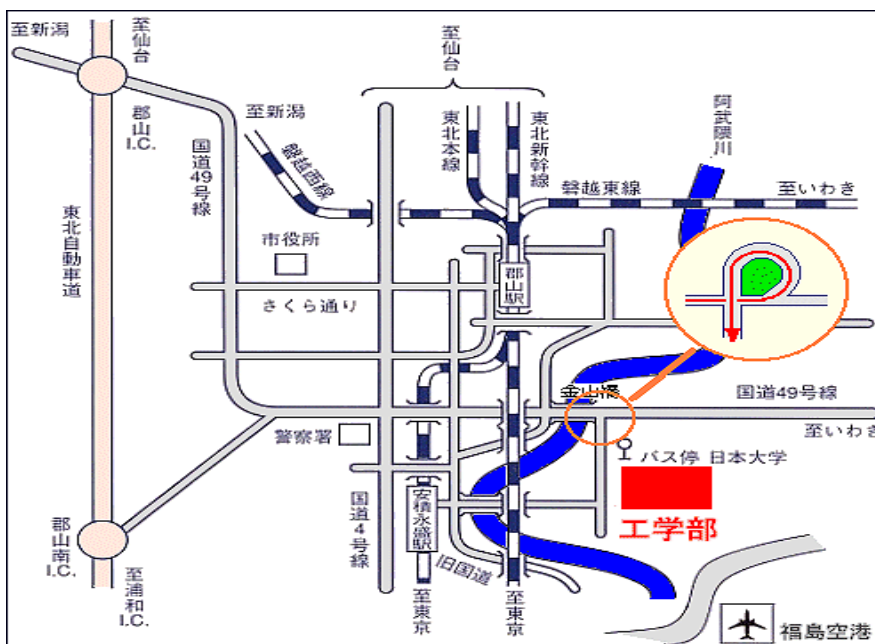 至新潟
至仙台
至仙台
郡山
I.C.
国道49号線
至新潟
磐越西線
東北本線
東北新幹線
阿武隈川
磐越東線
至いわき
東北自動車道
市役所
さくら通り
郡山駅
金山橋
国道49号線
至いわき
警察署
バス停 日本大学
工学部
国道4号線
安積永盛駅
旧国道
郡山南
I.C.
至浦和
I.C.
至東京
至東京
福島空港